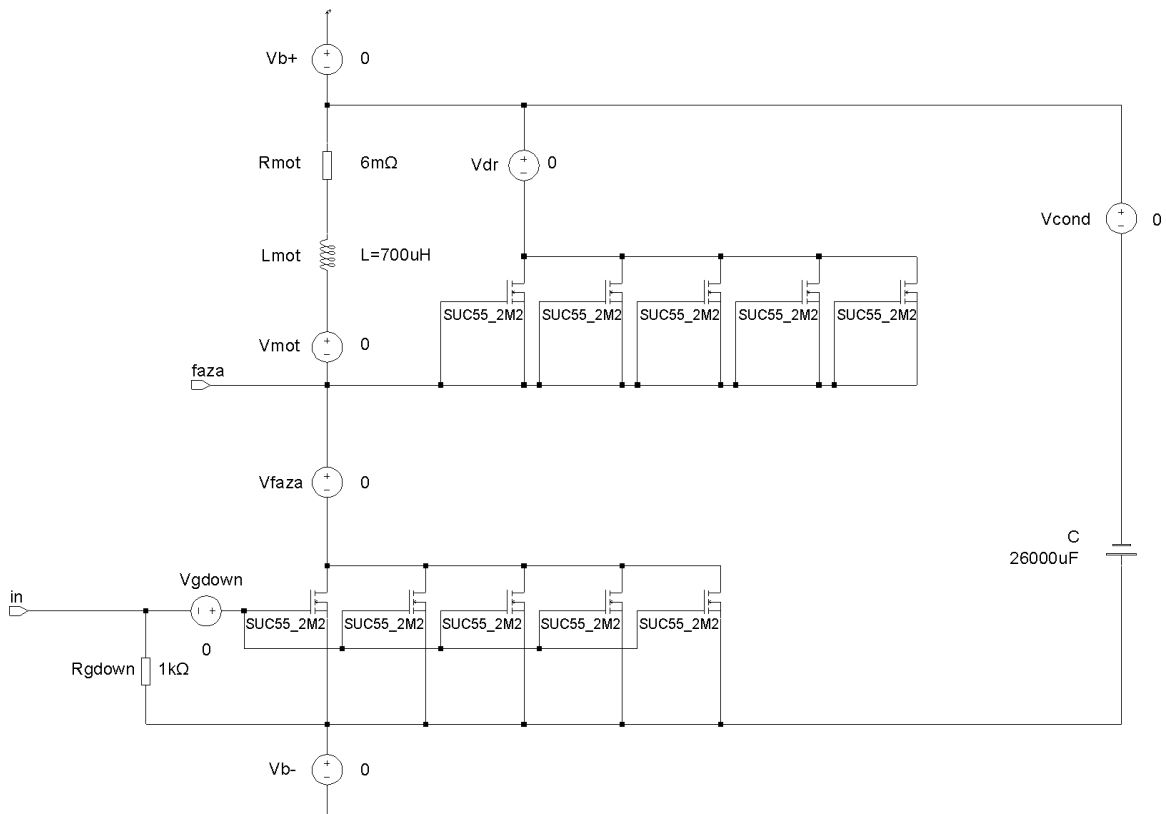 Vb+ 0
Rmot 6mΩ
Vdr 0
Vcond 0
Lmot L=700uH
SUC55_2M2 SUC55_2M2 SUC55_2M2 SUC55_2M2 SUC55_2M2
Vmot 0
faza
Vfaza 0
C
26000uF
Vgdown
in
0
SUC55_2M2 SUC55_2M2 SUC55_2M2 SUC55_2M2 SUC55_2M2
Rgdown 1kΩ
Vb- 0